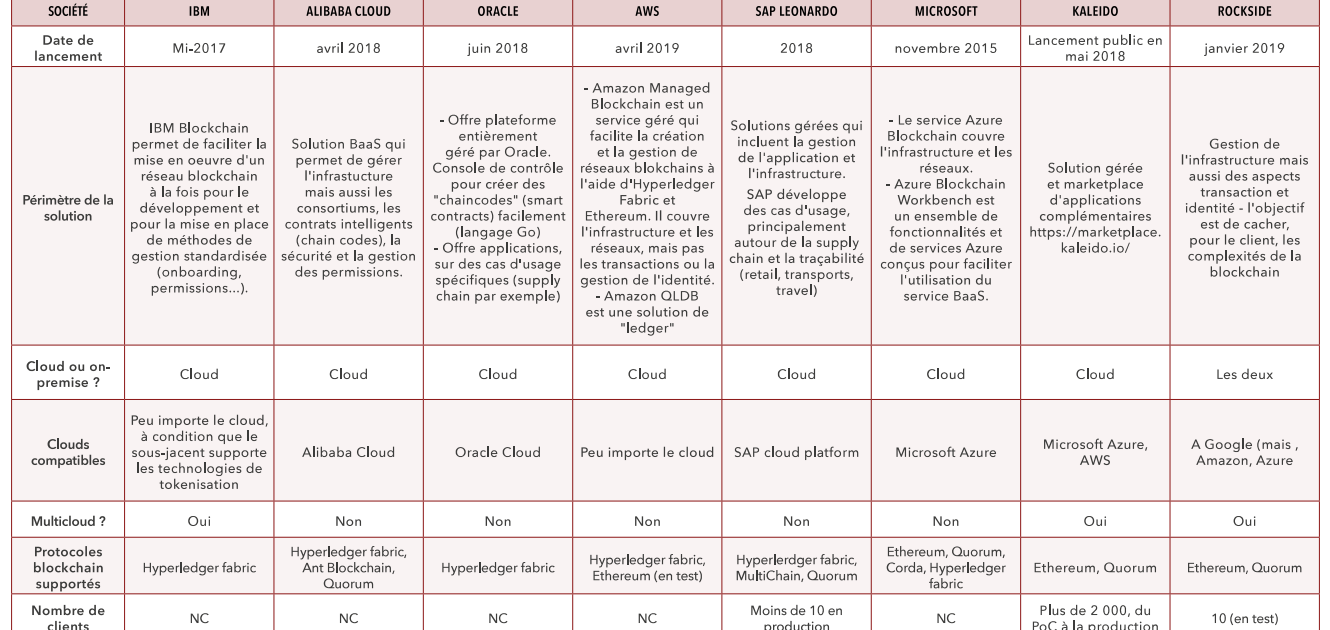 SOCIÉTÉ
IBM
ALIBABA CLOUD
ORACLE
AWS
SAP LEONARDO
MICROSOFT
KALEIDO
ROCKSIDE
Date de
lancement
Mi-2017
avril 2018
juin 2018
avril 2019
2018
novembre 2015
Lancement public en
mai 2018
janvier 2019
Périmètre de la
solution
IBM Blockchain
permet de faciliter la
mise en oeuvre d'un
réseau blockchain
à la fois pour le
développement et
pour la mise en place
de méthodes de
gestion standardisée
(onboarding,
permissions...).
Solution BaaS qui
permet de gérer
l'infrastucture
mais aussi les
consortiums, les
contrats intelligents
(chain codes), la
sécurité et la gestion
des permissions.
- Offre plateforme
entièrement
géré par Oracle.
Console de contrôle
pour créer des
"chaincodes" (smart
contracts) facilement
(langage Go)
- Offre applications,
sur des cas d'usage
spécifiques (supply
chain par exemple)
- Amazon Managed
Blockchain est un
service géré qui
facilite la création
et la gestion de
réseaux blokchains à
l'aide d'Hyperledger
Fabric et
Ethereum. Il couvre
l'infrastructure et les
réseaux, mais pas
les transactions ou la
gestion de l'identité.
- Amazon QLDB
est une solution de
"ledger"
Solutions gérées qui
incluent la gestion
de l'application et
l'infrastructure.
SAP développe
des cas d'usage,
principalement
autour de la supply
chain et la traçabilité
(retail, transports,
travel)
- Le service Azure
Blockchain couvre
l'infrastructure et les
réseaux.
- Azure Blockchain
Workbench est
un ensemble de
fonctionnalités et
de services Azure
conçus pour faciliter
l'utilisation du
service BaaS.
Solution gérée
et marketplace
d'applications
complémentaires
https://marketplace.
kaleido.io/
Gestion de
l'infrastructure mais
aussi des aspects
transaction et
identité - l'objectif
est de cacher,
pour le client, les
complexités de la
blockchain
Cloud ou on-
premise ?
Cloud
Cloud
Cloud
Cloud
Cloud
Cloud
Cloud
Les deux
Clouds
compatibles
Peu importe le cloud,
à condition que le
sous-jacent supporte
les technologies de
tokenisation
Alibaba Cloud
Oracle Cloud
Peu importe le cloud
SAP cloud platform
Microsoft Azure
Microsoft Azure,
AWS
A Google (mais ,
Amazon, Azure
Multicloud ?
Oui
Non
Non
Non
Non
Non
Oui
Oui
Protocoles
blockchain
supportés
Hyperledger fabric
Hyperledger fabric,
Ant Blockchain,
Quorum
Hyperledger fabric
Hyperledger fabric,
Ethereum (en test)
Hyperlerdger fabric,
MultiChain, Quorum
Ethereum, Quorum,
Corda, Hyperledger
fabric
Ethereum, Quorum
Ethereum, Quorum
Nombre de
clients
NC
NC
NC
NC
Moins de 10 en
production
NC
Plus de 2 000, du
PoC à la production
10 (en test)